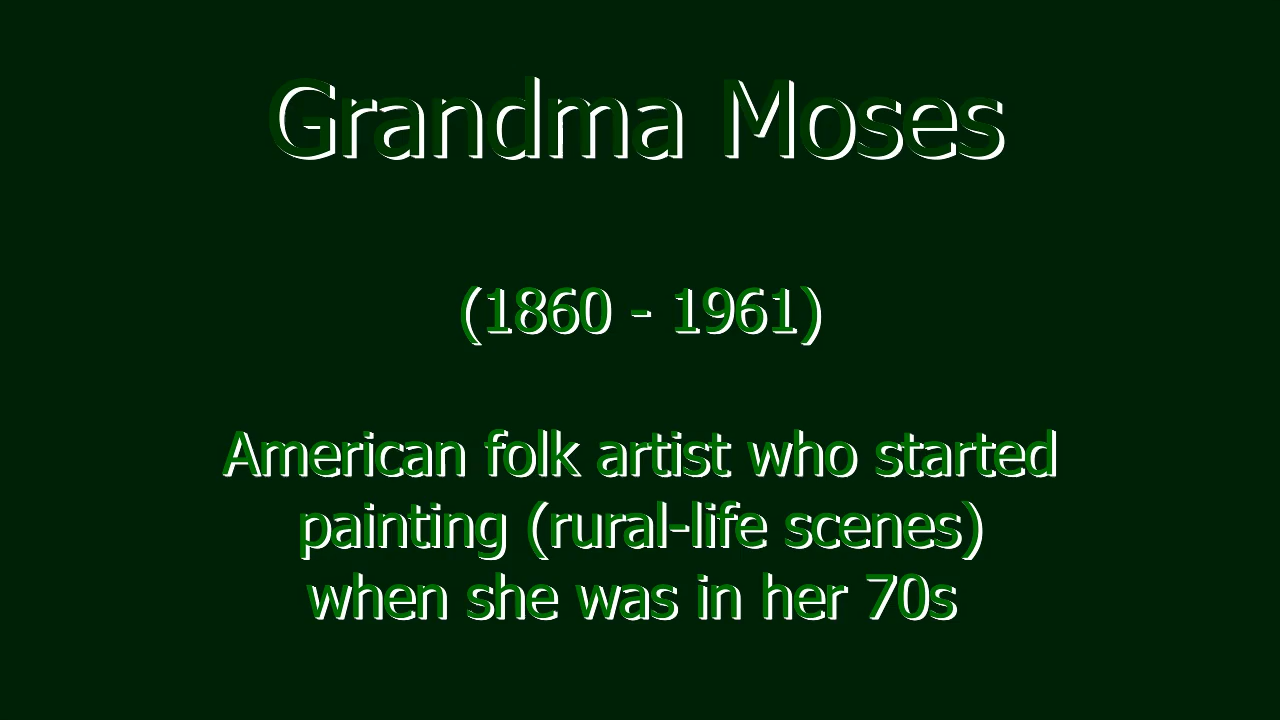 Grandma Moses
(1860 - 1961)
American folk artist who started
painting (rural-life scenes)
when she was in her 70s